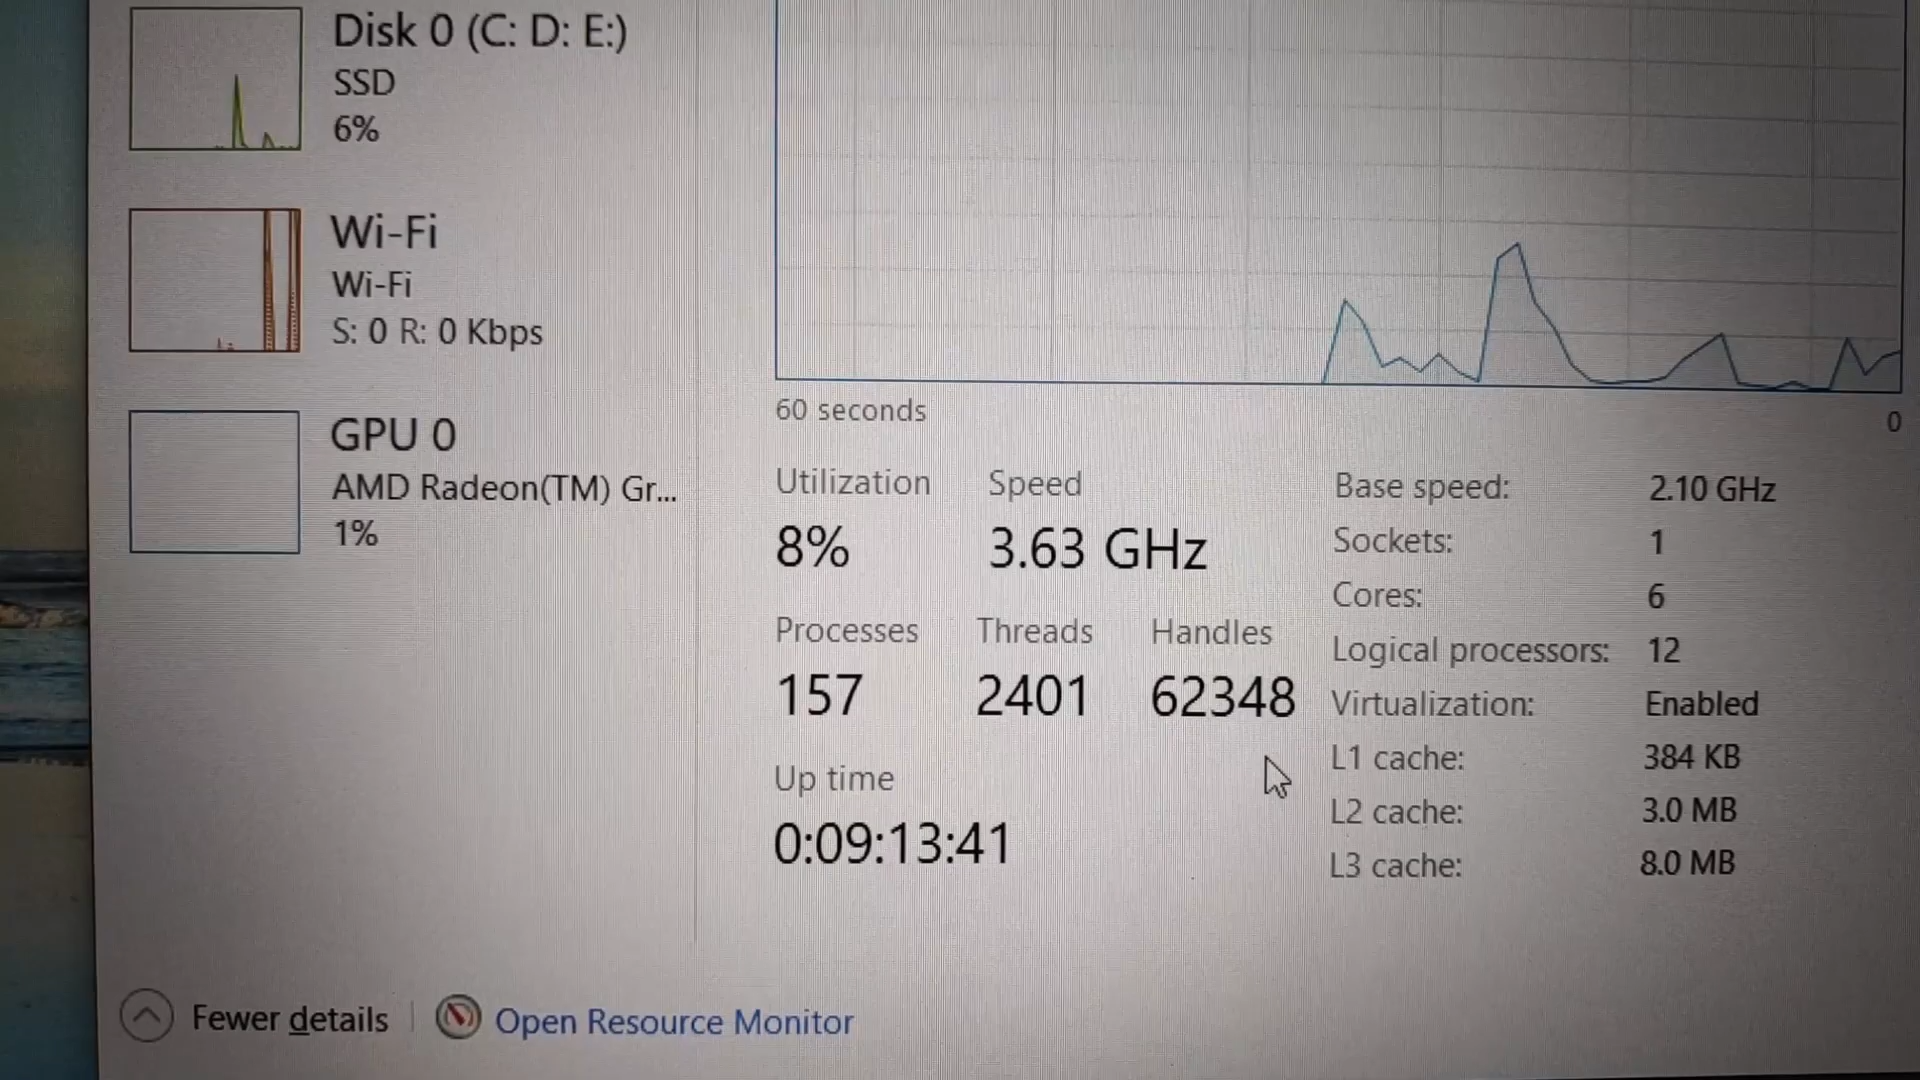 Disk 0 (C: D: E:)
SSD
6%
Wi-Fi
Wi-Fi
S: 0 R: 0 Kbps
GPU 0
AMD Radeon(TM) Gr...
1%
60 seconds
0
Utilization
Speed
8%
3.63 GHz
Processes
Threads
Handles
157
2401
62348
Up time
0:09:13:41
Base speed: 2.10 GHz
Sockets: 1
Cores: 6
Logical processors: 12
Virtualization: Enabled
L1 cache: 384 KB
L2 cache: 3.0 MB
L3 cache: 8.0 MB
Fewer details
Open Resource Monitor